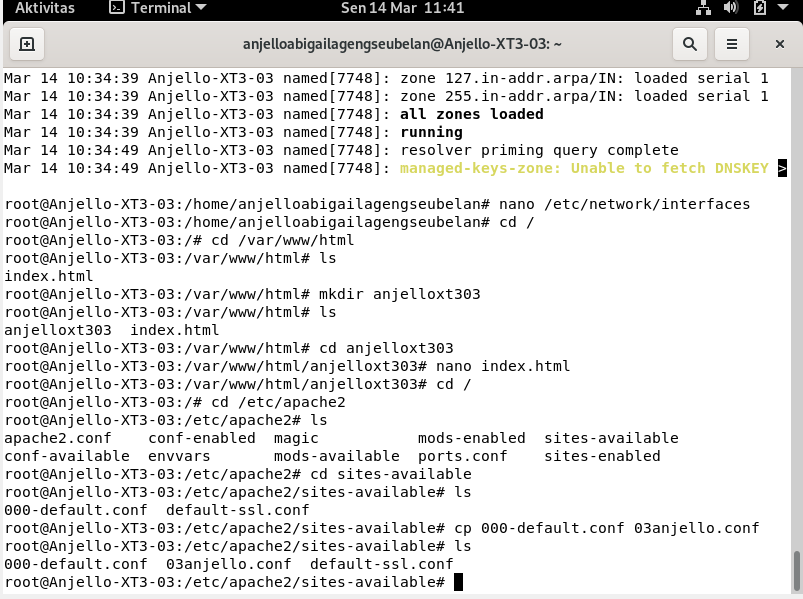 Aktivitas
Terminal
Sen 14 Mar 11:41
anjelloabigailagengseubelan@Anjello-XT3-03: ~
Mar 14 10:34:39 Anjello-XT3-03 named[7748]: zone 127.in-addr.arpa/IN: loaded serial 1
Mar 14 10:34:39 Anjello-XT3-03 named[7748]: zone 255.in-addr.arpa/IN: loaded serial 1
Mar 14 10:34:39 Anjello-XT3-03 named[7748]: all zones loaded
Mar 14 10:34:39 Anjello-XT3-03 named[7748]: running
Mar 14 10:34:49 Anjello-XT3-03 named[7748]: resolver priming query complete
Mar 14 10:34:49 Anjello-XT3-03 named[7748]: managed-keys-zone: Unable to fetch DNSKEY >
root@Anjello-XT3-03:/home/anjelloabigailagengseubelan# nano /etc/network/interfaces
root@Anjello-XT3-03:/home/anjelloabigailagengseubelan# cd /
root@Anjello-XT3-03:/# cd /var/www/html
root@Anjello-XT3-03:/var/www/html# ls
index.html
root@Anjello-XT3-03:/var/www/html# mkdir anjelloxt303
root@Anjello-XT3-03:/var/www/html# ls
anjelloxt303  index.html
root@Anjello-XT3-03:/var/www/html# cd anjelloxt303
root@Anjello-XT3-03:/var/www/html/anjelloxt303# nano index.html
root@Anjello-XT3-03:/var/www/html/anjelloxt303# cd /
root@Anjello-XT3-03:/# cd /etc/apache2
root@Anjello-XT3-03:/etc/apache2# ls
apache2.conf    conf-enabled  magic           mods-enabled  sites-available
conf-available  envvars       mods-available  ports.conf    sites-enabled
root@Anjello-XT3-03:/etc/apache2# cd sites-available
root@Anjello-XT3-03:/etc/apache2/sites-available# ls
000-default.conf  default-ssl.conf
root@Anjello-XT3-03:/etc/apache2/sites-available# cp 000-default.conf 03anjello.conf
root@Anjello-XT3-03:/etc/apache2/sites-available# ls
000-default.conf  03anjello.conf  default-ssl.conf
root@Anjello-XT3-03:/etc/apache2/sites-available#